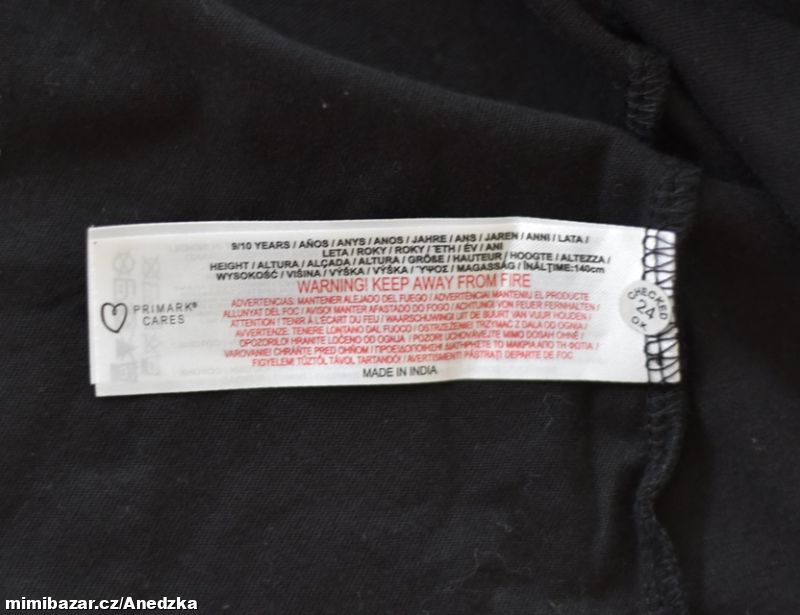 9/10 YEARS / AÑOS / ANYS / ANOS / JAHRE / ANS / JAREN / ANNI / LATA /
LETA / ROKY / ROKY / ΈΤΗ / ÉV / ANI
HEIGHT / ALTURA / ALÇADA / ALTURA / GRÖßE / HAUTEUR / HOOGTE / ALTEZZA /
WYSOKOŚĆ / VIŠINA / VÝŠKA / VÝŠKA / ΎΨΟΣ / MAGASSÁG / ÎNĂLȚIME:140cm
WARNING! KEEP AWAY FROM FIRE
ADVERTENCIAS: MANTENER ALEJADO DEL FUEGO / ADVERTÈNCIA! MANTENIU EL PRODUCTE
ALLUNYAT DEL FOC / AVISO! MANTER AFASTADO DO FOGO / ACHTUNG! VON FEUER FERNHALTEN /
ATTENTION ! TENIR À L'ÉCART DU FEU / WAARSCHUWING! UIT DE BUURT VAN VUUR HOUDEN
AVVERTENZE: TENERE LONTANO DAL FUOCO / OSTRZEŻENIE! TRZYMAĆ Z DALA OD OGNIA /
OPOZORILO! HRANITE LOČENO OD OGNJA / POZOR! UCHOVÁVEJTE MIMO DOSAH OHNĚ /
VAROVANIE! CHRÁŇTE PRED OHŇOM / ΠΡΟΕΙΔΟΠΟΙΗΣΗ! ΔΙΑΤΗΡΗΣΤΕ ΤΟ ΜΑΚΡΙΑ ΑΠΟ ΤΗ ΦΩΤΙΑ /
FIGYELEM! TŰZTŐL TÁVOL TARTANDÓ! / AVERTISMENT! PĂSTRAȚI DEPARTE DE FOC
MADE IN INDIA
PRIMARK®
CARES
CHECKED
24
OK
mimibazar.cz/Anedzka